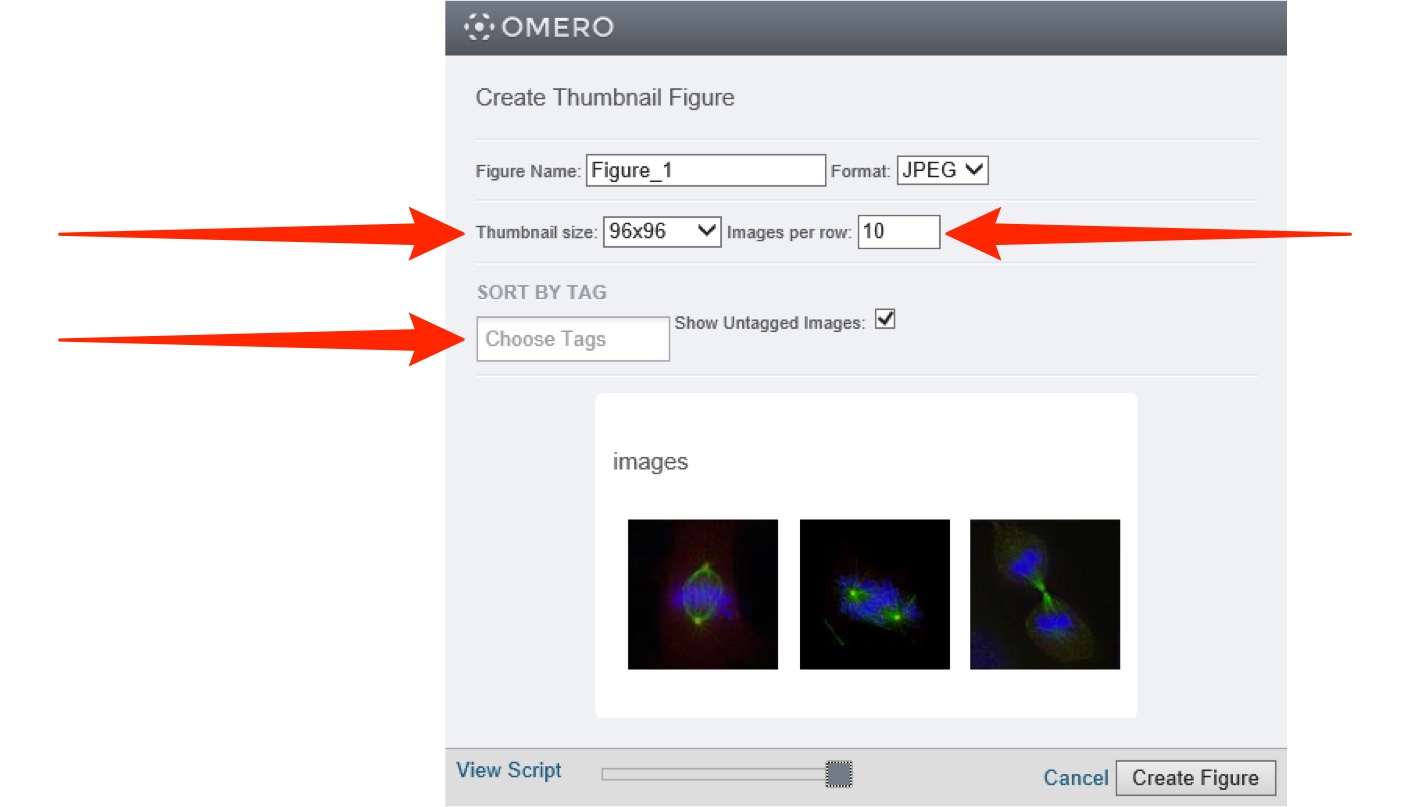 OMERO
Create Thumbnail Figure
Figure Name: Figure_1 Format: JPEG
Thumbnail size: 96x96 Images per row: 10
SORT BY TAG
Choose Tags Show Untagged Images:
images
View Script Cancel Create Figure